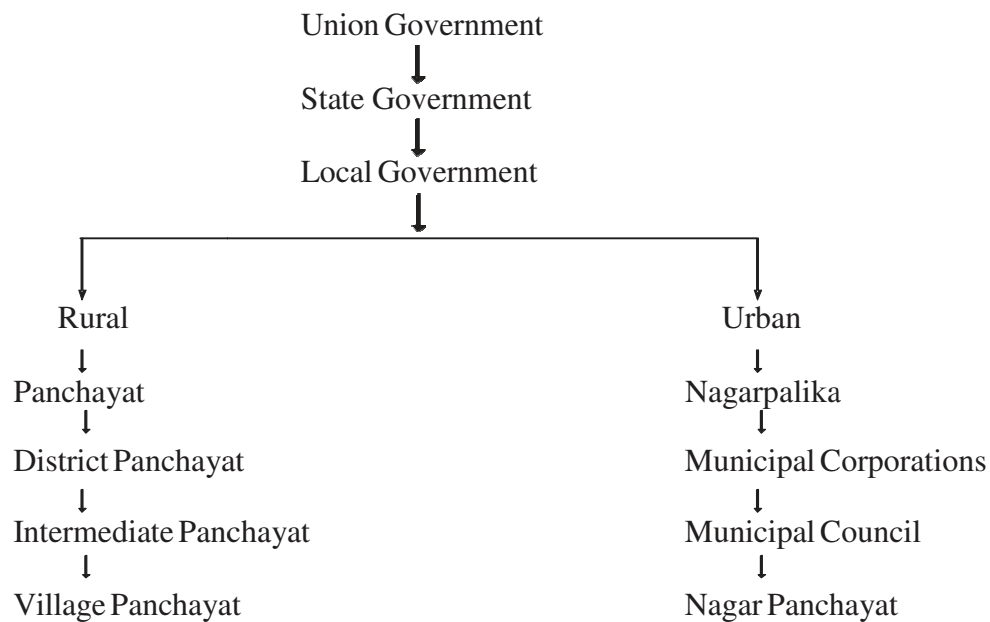 Union Government
State Government
Local Government
Rural
Urban
Panchayat
Nagarpalika
District Panchayat
Municipal Corporations
Intermediate Panchayat
Municipal Council
Village Panchayat
Nagar Panchayat